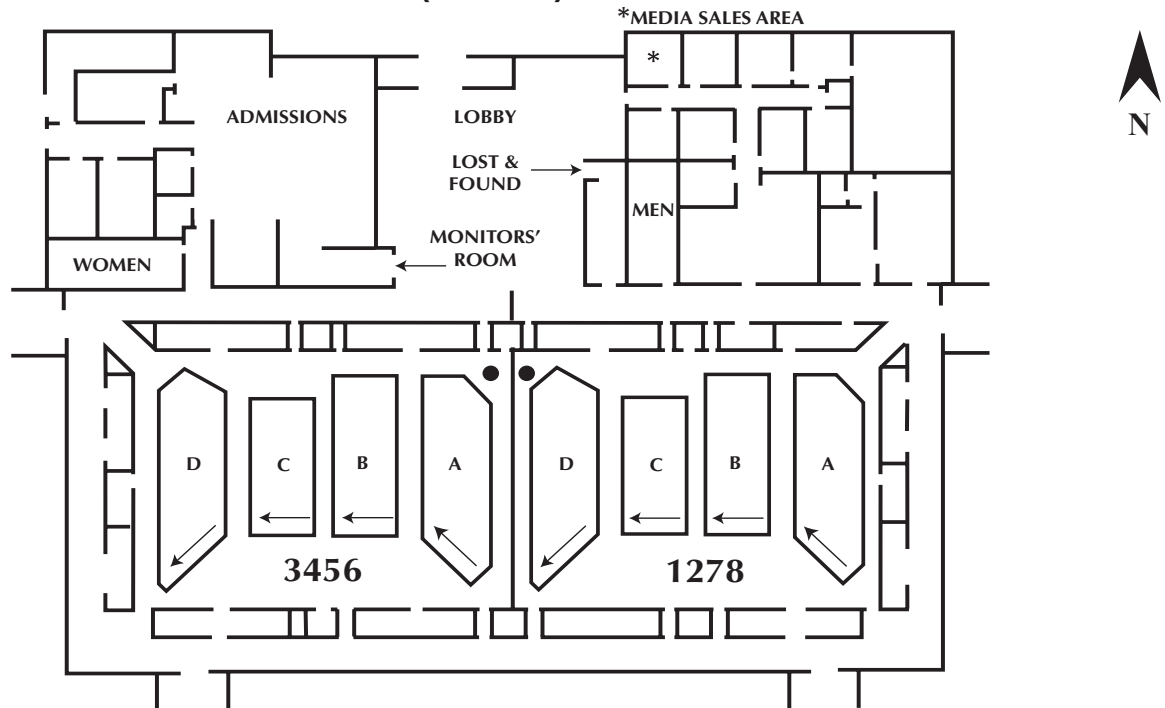 *MEDIA SALES AREA
*
ADMISSIONS
LOBBY
N
LOST &
FOUND
MEN
MONITORS'
ROOM
WOMEN
D
C
B
A
D
C
B
A
3456
1278